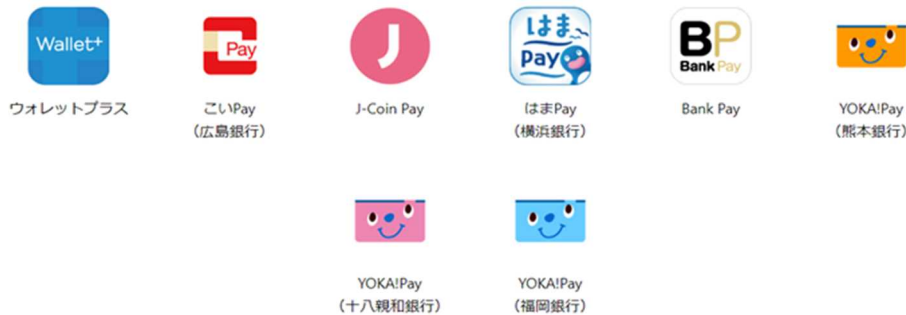 Wallet+
Pay
J
はま
pay
BP
Bank Pay
ウォレットプラス
こいPay
（広島銀行）
J-Coin Pay
はまPay
（横浜銀行）
Bank Pay
YOKA!Pay
（熊本銀行）
YOKA!Pay
（十八親和銀行）
YOKA!Pay
（福岡銀行）